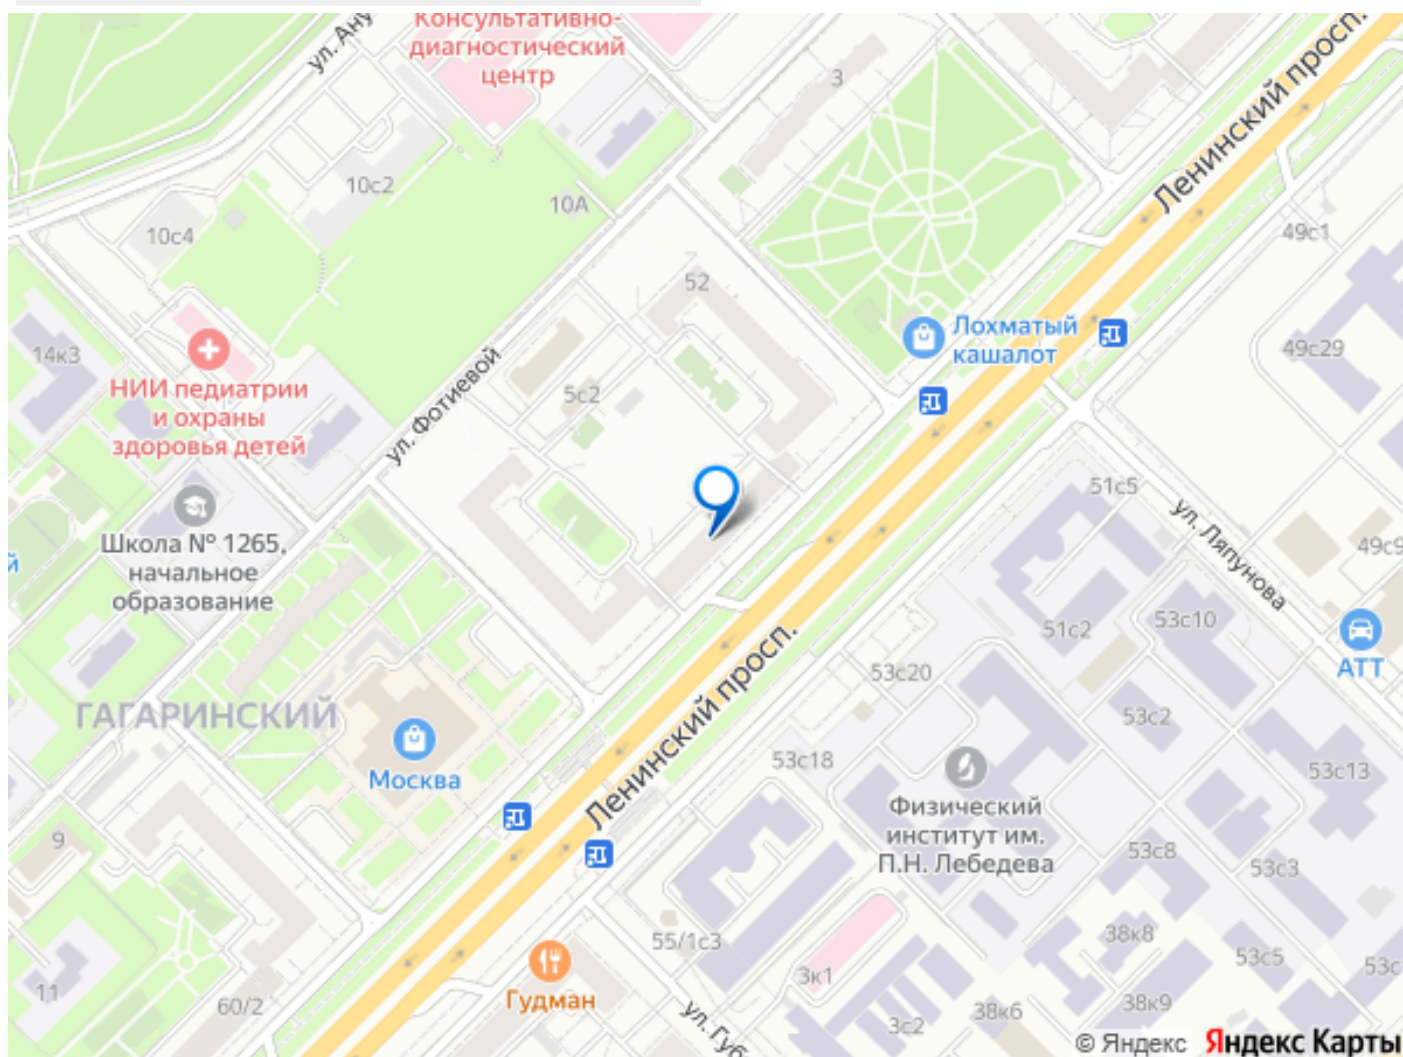 Консультативно-
диагностический
центр
ул. Ану
3
Ленинский просп.
10с2
10А
10с4
49с1
52
Лохматый
кашалот
14к3
49с29
НИИ педиатрии
и охраны
здоровья детей
ул. Фотиевой
5с2
51с5
ул. Ляпунова
Школа № 1265,
начальное
образование
й
49с9
51с2
53с10
АТТ
53с20
Ленинский просп.
ГАГАРИНСКИЙ
53с2
Москва
53с18
53с13
Физический
институт им.
П.Н. Лебедева
9
53с8
53с3
55/1с3
38к8
53с5
53с
3к1
11
60/2
Гудман
38к6
38к9
ул. Губ
3с2
© Яндекс Яндекс Карты